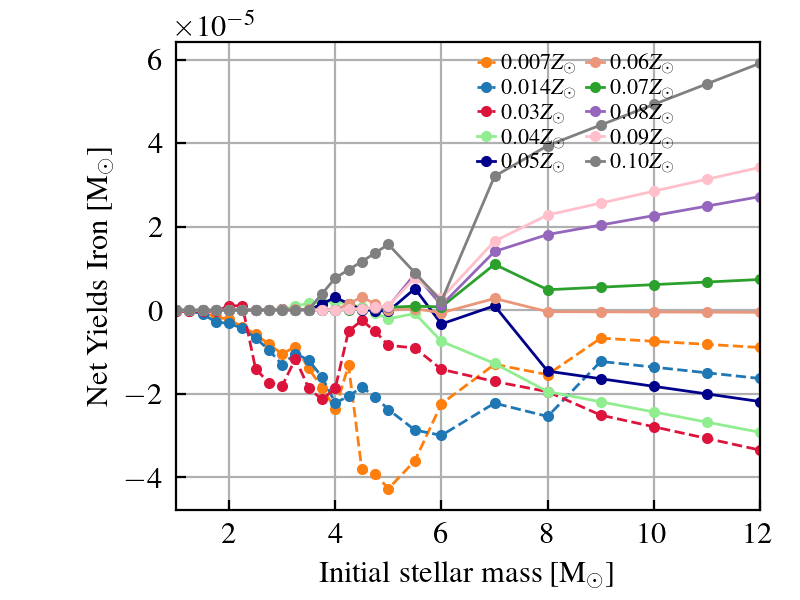 ×10⁻⁵
6
4
2
0
−2
−4
Net Yields Iron [M⊙]
0.007Z⊙ 0.06Z⊙
0.014Z⊙ 0.07Z⊙
0.03Z⊙ 0.08Z⊙
0.04Z⊙ 0.09Z⊙
0.05Z⊙ 0.10Z⊙
2 4 6 8 10 12
Initial stellar mass [M⊙]